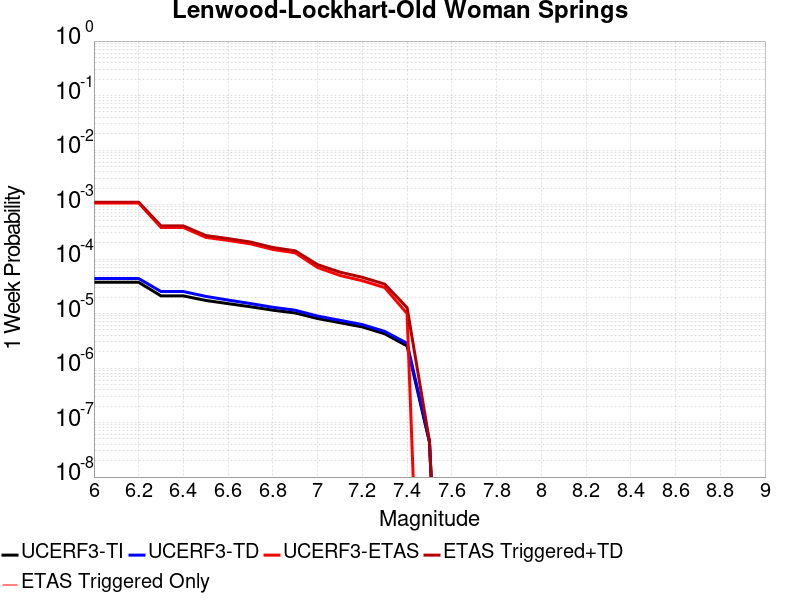 Lenwood-Lockhart-Old Woman Springs
10^0
10^-1
10^-2
10^-3
10^-4
10^-5
10^-6
10^-7
10^-8
1 Week Probability
6 6.2 6.4 6.6 6.8 7 7.2 7.4 7.6 7.8 8 8.2 8.4 8.6 8.8 9
Magnitude
UCERF3-TI UCERF3-TD UCERF3-ETAS ETAS Triggered+TD
ETAS Triggered Only